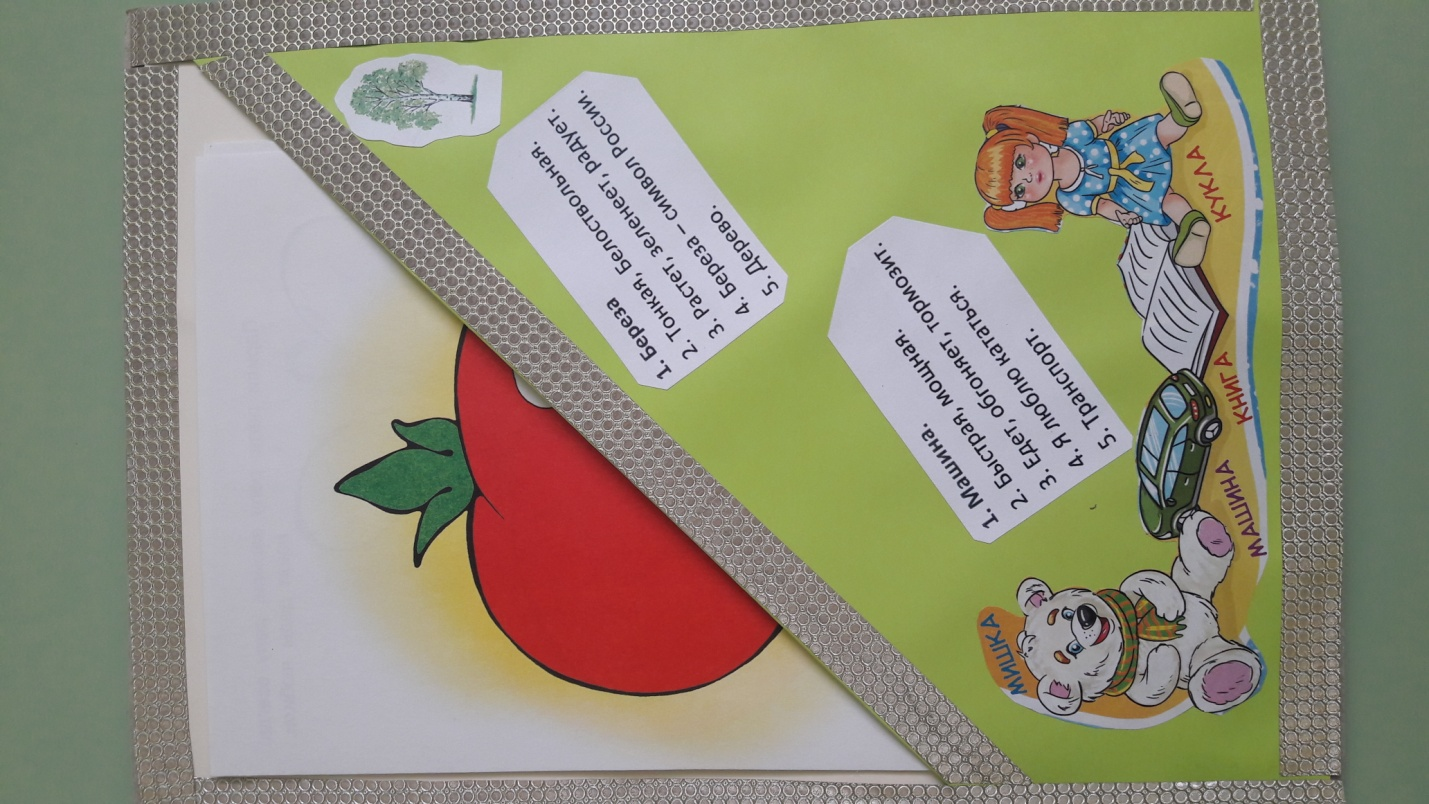 1. Береза
2. Тонкая, белоствольная.
3. Растет, зеленеет, радует.
4. Береза – символ России.
5. Дерево.
1. Машина.
2. Быстрая, мощная.
3. Едет, обгоняет, тормозит.
4. Я люблю кататься.
5. Транспорт.
МИШКА
МАШИНА
КНИГА
КУКЛА